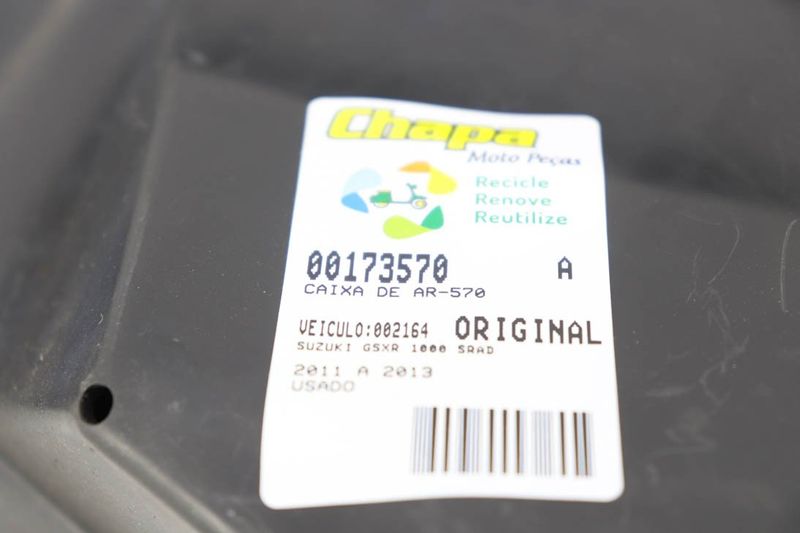 Chapa
Moto Peças
Recicle
Renove
Reutilize
00173570 A
CAIXA DE AR-570
VEICULO:002164 ORIGINAL
SUZUKI GSXR 1000 SRAD
2011 A 2013
USADO